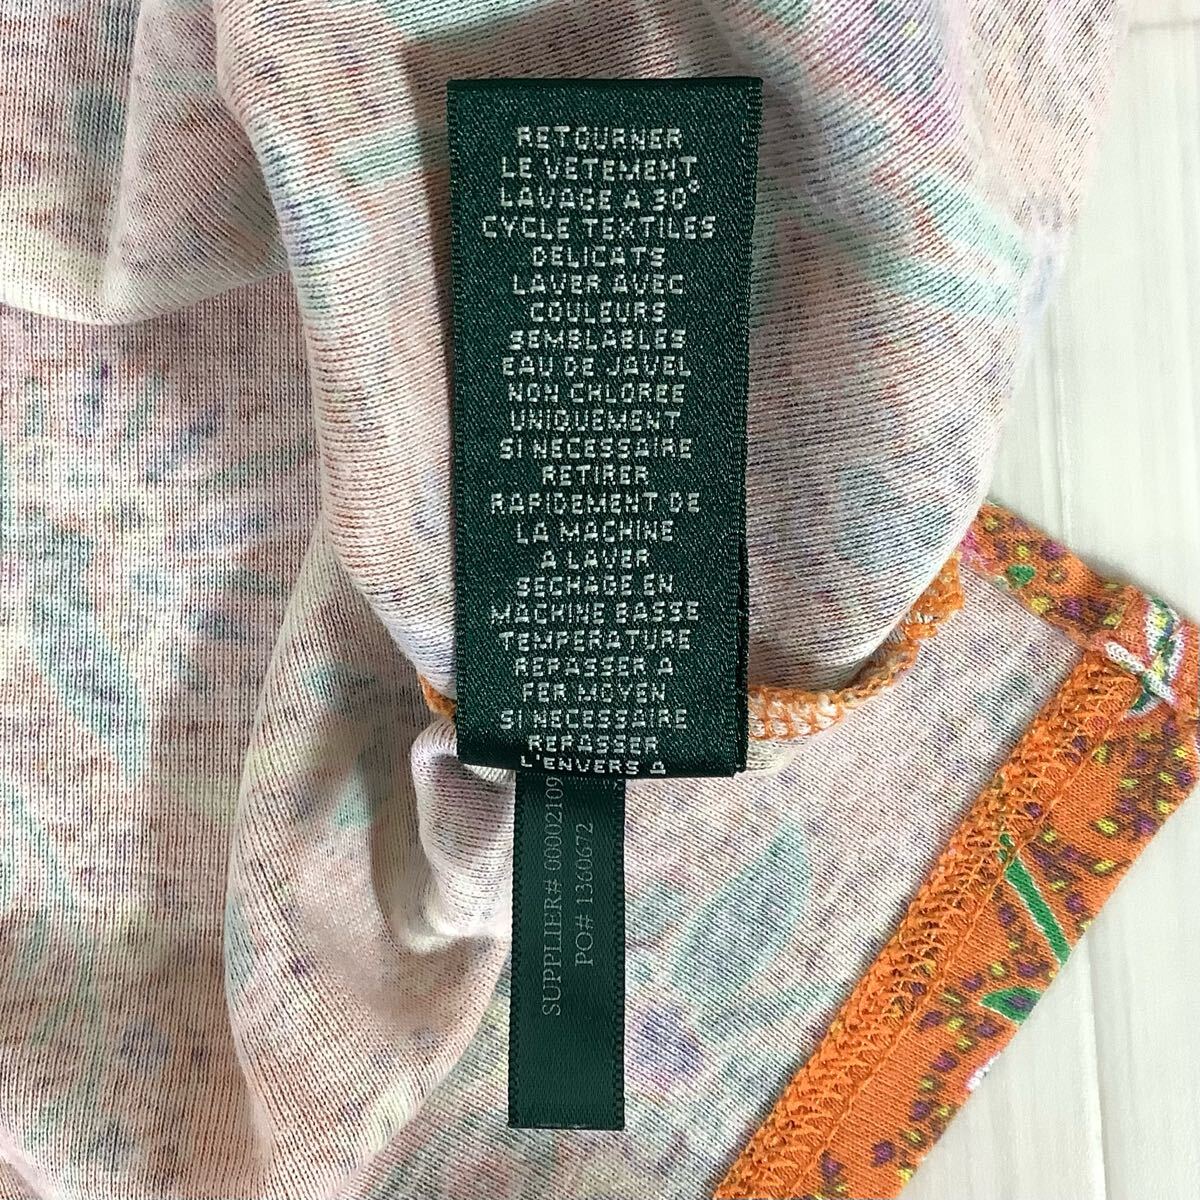 RETOURNER
LE VETEMENT
LAVAGE A 30°
CYCLE TEXTILES
DELICATS
LAVER AVEC
COULEURS
SEMBLABLES
EAU DE JAVEL
NON CHLOREE
UNIQUEMENT
SI NECESSAIRE
RETIRER
RAPIDEMENT DE
LA MACHINE
A LAVER
SECHAGE EN
MACHINE BASSE
TEMPERATURE
REPASSER A
FER MOYEN
SI NECESSAIRE
REPASSER
L'ENVERS A
SUPPLIER# 00002109
PO# 1360672